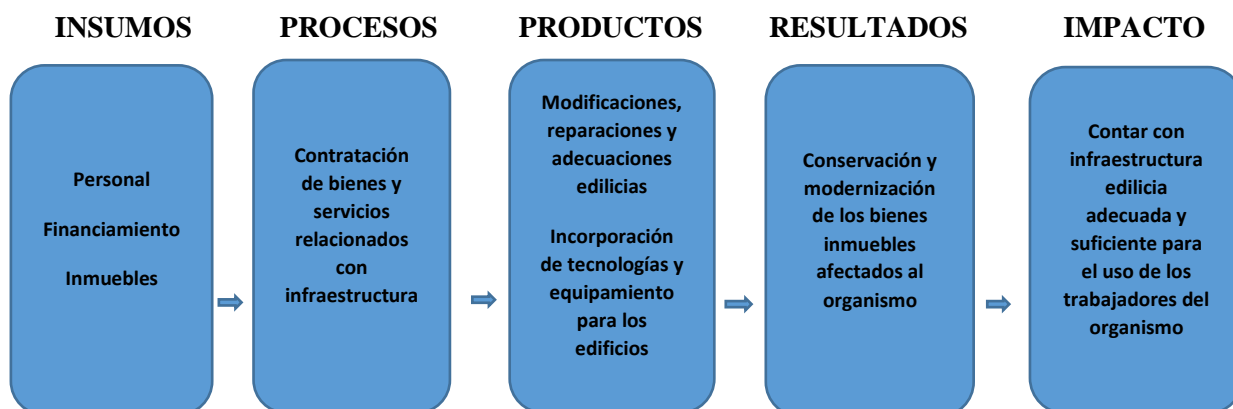 INSUMOS
PROCESOS
PRODUCTOS
RESULTADOS
IMPACTO
Personal
Financiamiento
Inmuebles
Contratación
de bienes y
servicios
relacionados
con
infraestructura
Modificaciones,
reparaciones y
adecuaciones
edilicias
Incorporación
de tecnologías y
equipamiento
para los
edificios
Conservación y
modernización
de los bienes
inmuebles
afectados al
organismo
Contar con
infraestructura
edilicia
adecuada y
suficiente para
el uso de los
trabajadores del
organismo